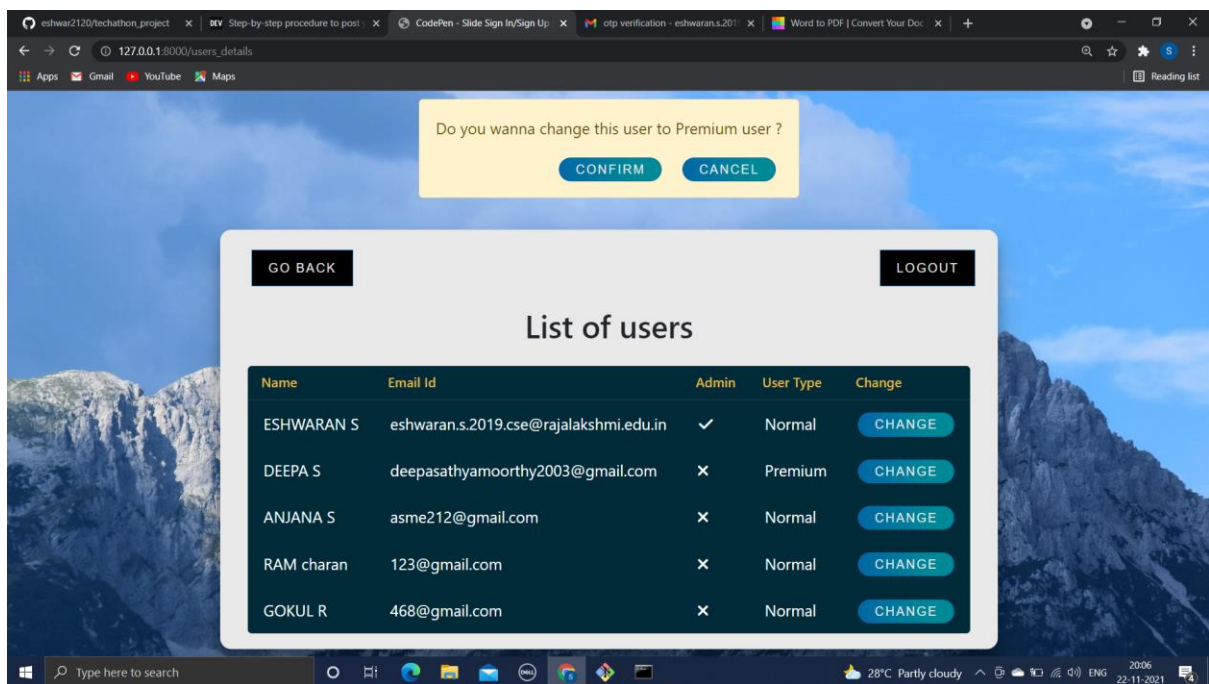 eshwar2120/techathon_project
DEV Step-by-step procedure to post
CodePen - Slide Sign In/Sign Up
otp verification - eshwaran.s.201
Word to PDF | Convert Your Doc
127.0.0.1:8000/users_details
S
Apps Gmail YouTube Maps
Reading list
Do you wanna change this user to Premium user ?
CONFIRM CANCEL
GO BACK LOGOUT
List of users
Name Email Id Admin User Type Change
ESHWARAN S eshwaran.s.2019.cse@rajalakshmi.edu.in Normal CHANGE
DEEPA S deepasathyamoorthy2003@gmail.com Premium CHANGE
ANJANA S asme212@gmail.com Normal CHANGE
RAM charan 123@gmail.com Normal CHANGE
GOKUL R 468@gmail.com Normal CHANGE
Type here to search
DELL
28°C Partly cloudy
ENG
20:06
22-11-2021
4